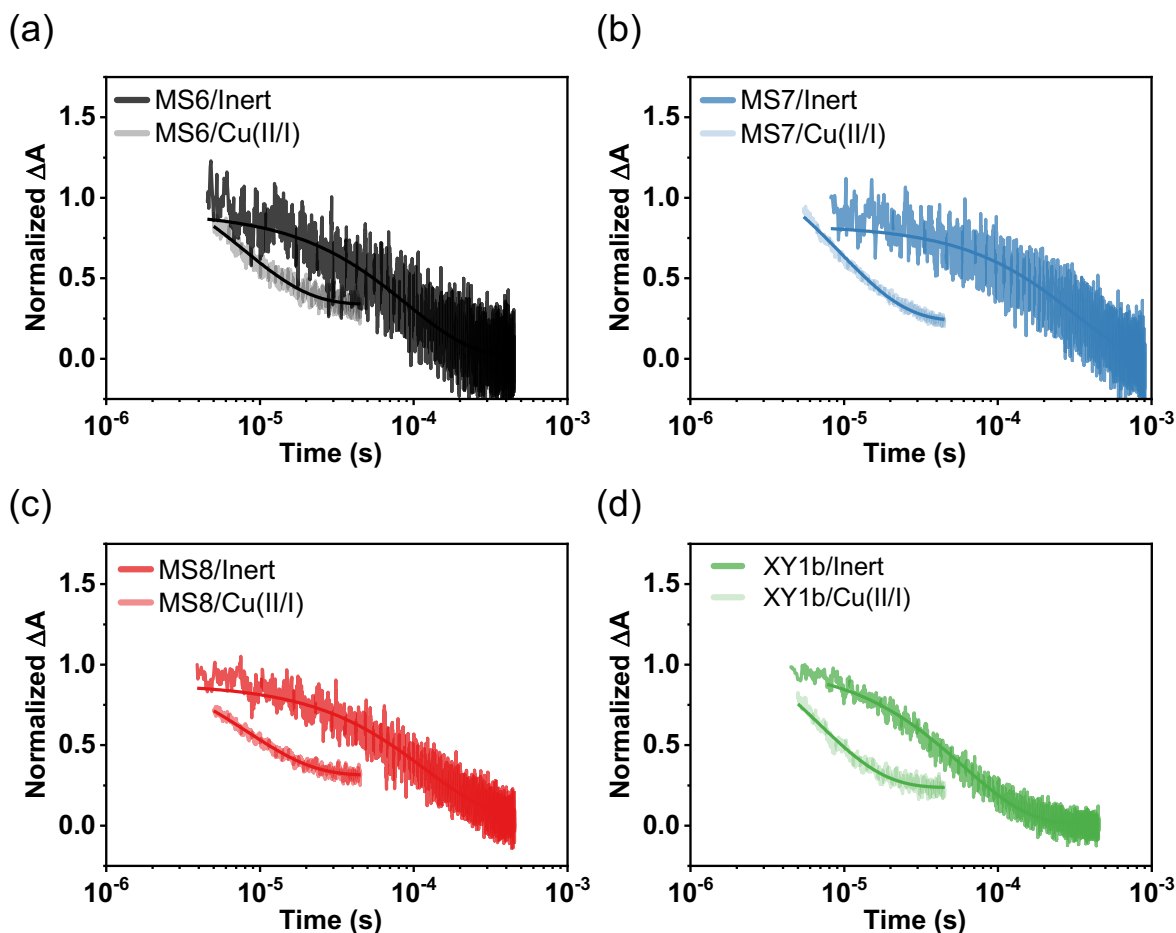 (a)
MS6/Inert
MS6/Cu(II/I)
Normalized ΔA
1.5
1.0
0.5
0.0
10-6
10-5
10-4
10-3
Time (s)
(b)
MS7/Inert
MS7/Cu(II/I)
Normalized ΔA
1.5
1.0
0.5
0.0
10-6
10-5
10-4
10-3
Time (s)
(c)
MS8/Inert
MS8/Cu(II/I)
Normalized ΔA
1.5
1.0
0.5
0.0
10-6
10-5
10-4
10-3
Time (s)
(d)
XY1b/Inert
XY1b/Cu(II/I)
Normalized ΔA
1.5
1.0
0.5
0.0
10-6
10-5
10-4
10-3
Time (s)